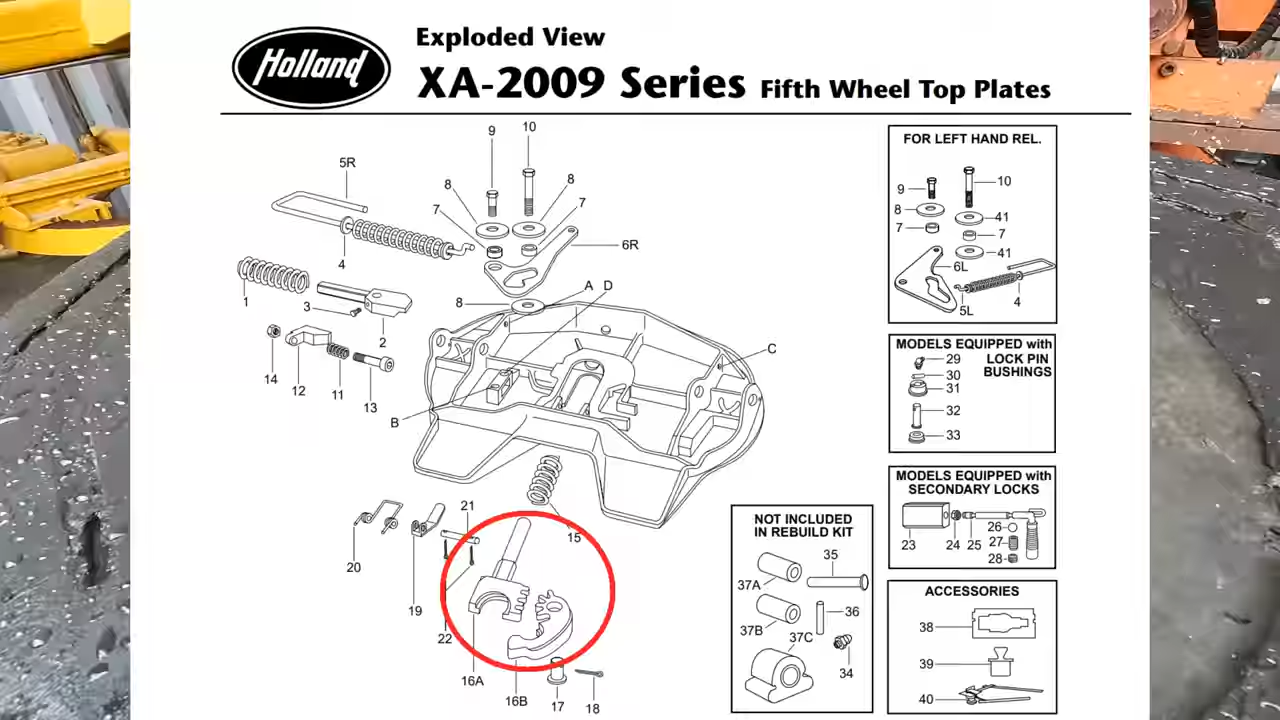 Holland
Exploded View
XA-2009 Series Fifth Wheel Top Plates
9
10
5R
8
8
7
7
6R
4
1
3
2
8
A
D
C
14
12
11
13
B
FOR LEFT HAND REL.
9
10
8
41
7
7
41
6L
5L
4
MODELS EQUIPPED with
LOCK PIN
BUSHINGS
29
30
31
32
33
MODELS EQUIPPED with
SECONDARY LOCKS
23
24
25
26
27
28
20
19
21
22
15
16A
16B
17
18
NOT INCLUDED
IN REBUILD KIT
35
37A
36
37B
37C
34
ACCESSORIES
38
39
40